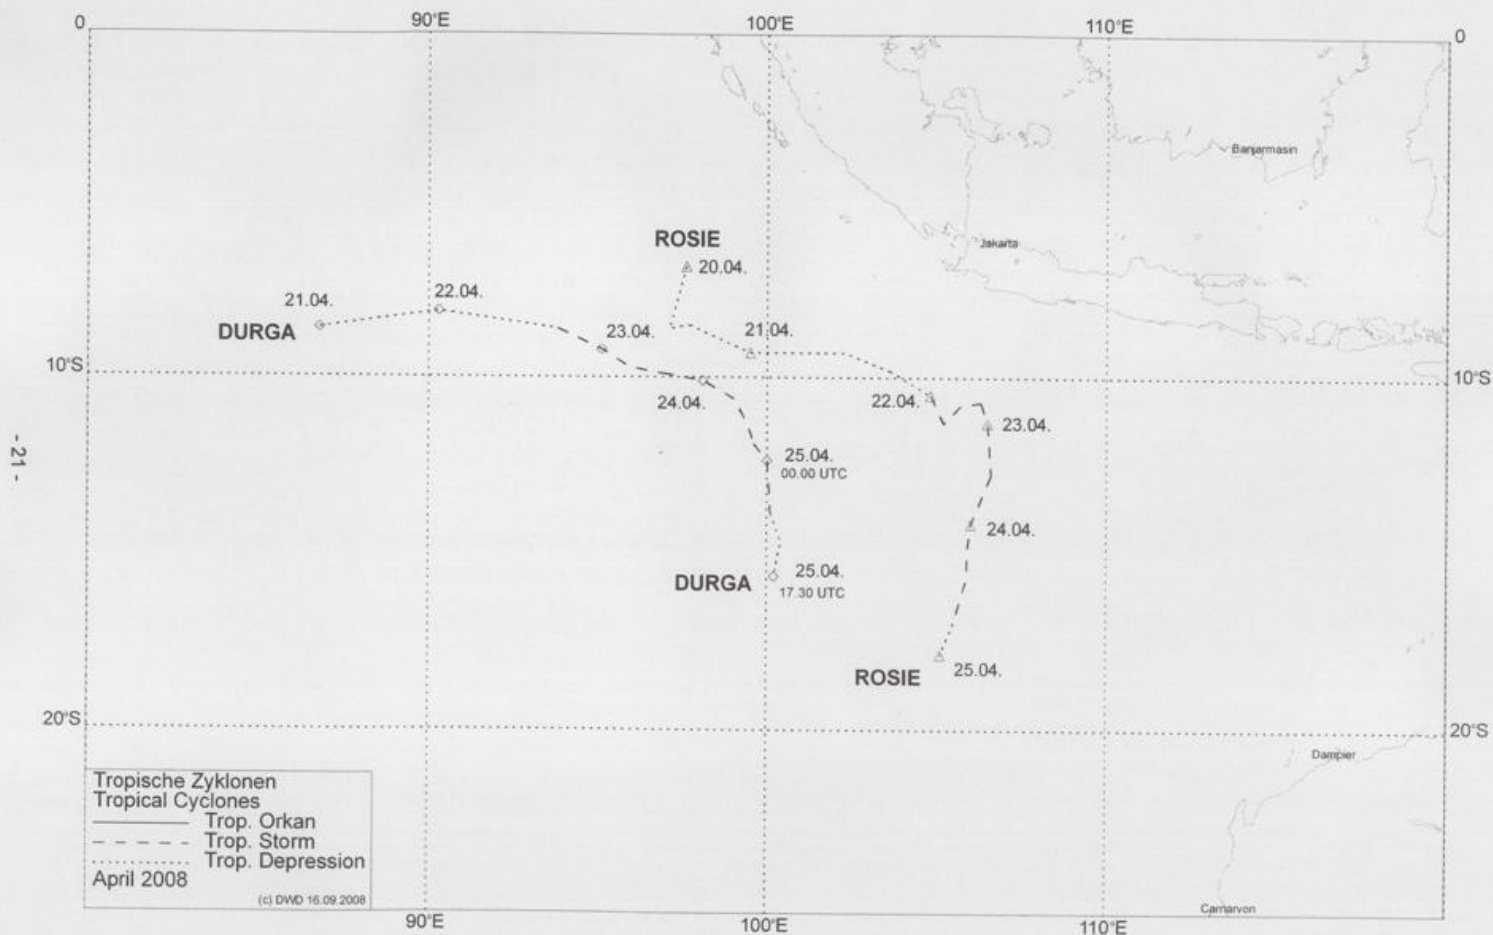 0
90°E
100°E
110°E
0
ROSIE
20.04.
Banjarmasin
Jakarta
21.04.
22.04.
DURGA
23.04.
21.04.
10°S
10°S
24.04.
22.04.
23.04.
25.04.
00.00 UTC
- 21 -
24.04.
DURGA
25.04.
17.30 UTC
ROSIE
25.04.
20°S
20°S
Dampier
Tropische Zyklonen
Tropical Cyclones
Trop. Orkan
Trop. Storm
Trop. Depression
April 2008
(c) DWD 16.09.2008
Carnarvon
90°E
100°E
110°E